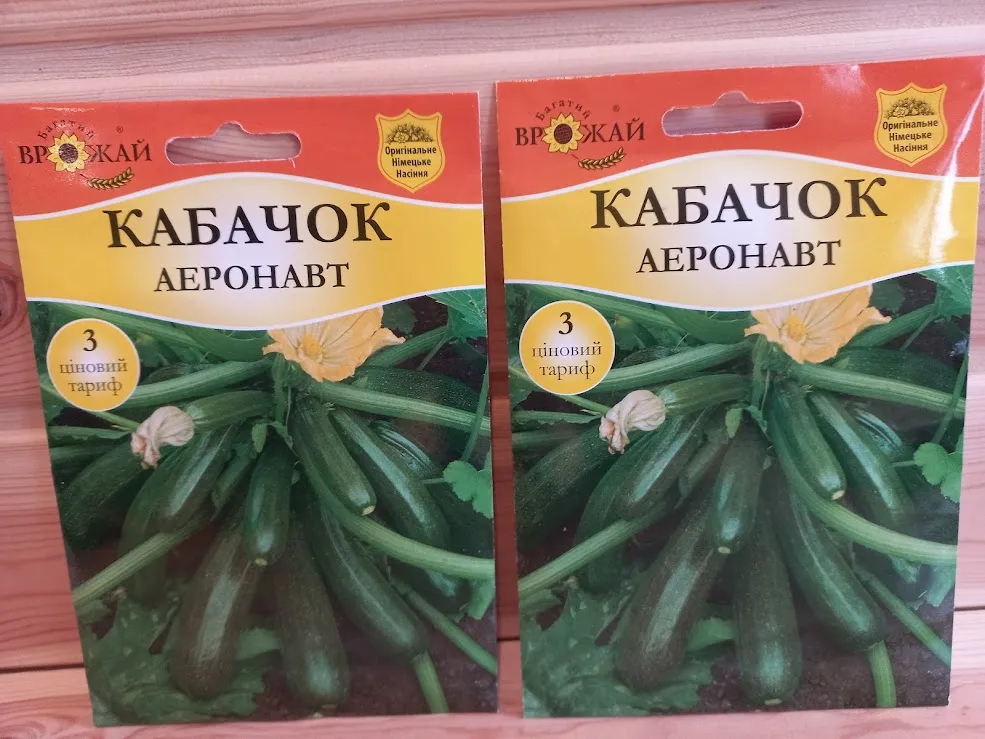 Багатий
ВРОЖАЙ
®
Оригінальне
Німецьке
Насіння
КАБАЧОК
АЕРОНАВТ
3
ціновий
тариф
Багатий
ВРОЖАЙ
®
Оригінальне
Німецьке
Насіння
КАБАЧОК
АЕРОНАВТ
3
ціновий
тариф